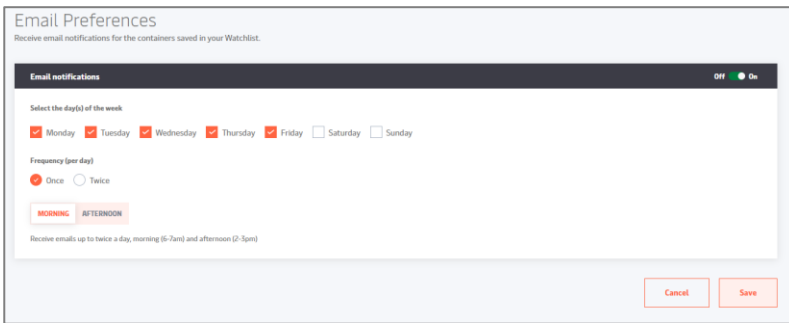 Email Preferences
Receive email notifications for the containers saved in your Watchlist.
Email notifications Off On
Select the day(s) of the week
Monday Tuesday Wednesday Thursday Friday Saturday Sunday
Frequency (per day)
Once Twice
MORNING AFTERNOON
Receive emails up to twice a day, morning (6-7am) and afternoon (2-3pm)
Cancel Save